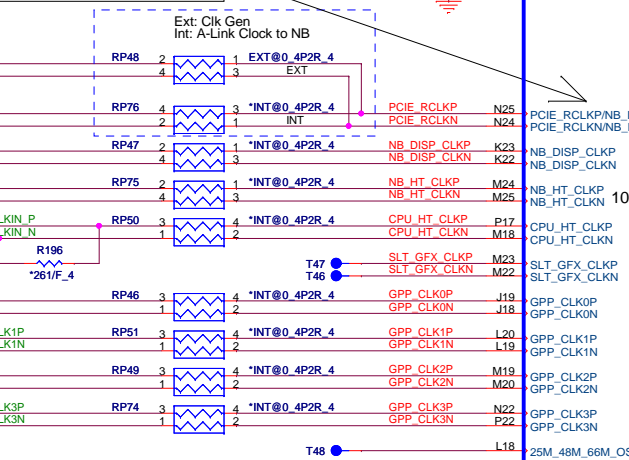 Ext: Clk Gen
Int: A-Link Clock to NB
RP48 2 1 EXT@0_4P2R_4
4 3 EXT
RP76 4 3 *INT@0_4P2R_4 PCIE_RCLKP N25 PCIE_RCLKP/NB_
2 1 INT PCIE_RCLKN N24 PCIE_RCLKN/NB_
RP47 2 1 *INT@0_4P2R_4 NB_DISP_CLKP K23 NB_DISP_CLKP
4 3 NB_DISP_CLKN K22 NB_DISP_CLKN
RP75 2 1 *INT@0_4P2R_4 NB_HT_CLKP M24 NB_HT_CLKP
4 3 NB_HT_CLKN M25 NB_HT_CLKN 10
LKIN_P RP50 3 4 *INT@0_4P2R_4 CPU_HT_CLKP P17 CPU_HT_CLKP
LKIN_N 1 2 CPU_HT_CLKN M18 CPU_HT_CLKN
R196
*261/F_4
T47 SLT_GFX_CLKP M23 SLT_GFX_CLKP
T46 SLT_GFX_CLKN M22 SLT_GFX_CLKN
RP46 3 4 *INT@0_4P2R_4 GPP_CLK0P J19 GPP_CLK0P
1 2 GPP_CLK0N J18 GPP_CLK0N
LK1P RP51 3 4 *INT@0_4P2R_4 GPP_CLK1P L20 GPP_CLK1P
LK1N 1 2 GPP_CLK1N L19 GPP_CLK1N
RP49 3 4 *INT@0_4P2R_4 GPP_CLK2P M19 GPP_CLK2P
1 2 GPP_CLK2N M20 GPP_CLK2N
LK3P RP74 3 4 *INT@0_4P2R_4 GPP_CLK3P N22 GPP_CLK3P
LK3N 1 2 GPP_CLK3N P22 GPP_CLK3N
T48 L18 25M_48M_66M_OS